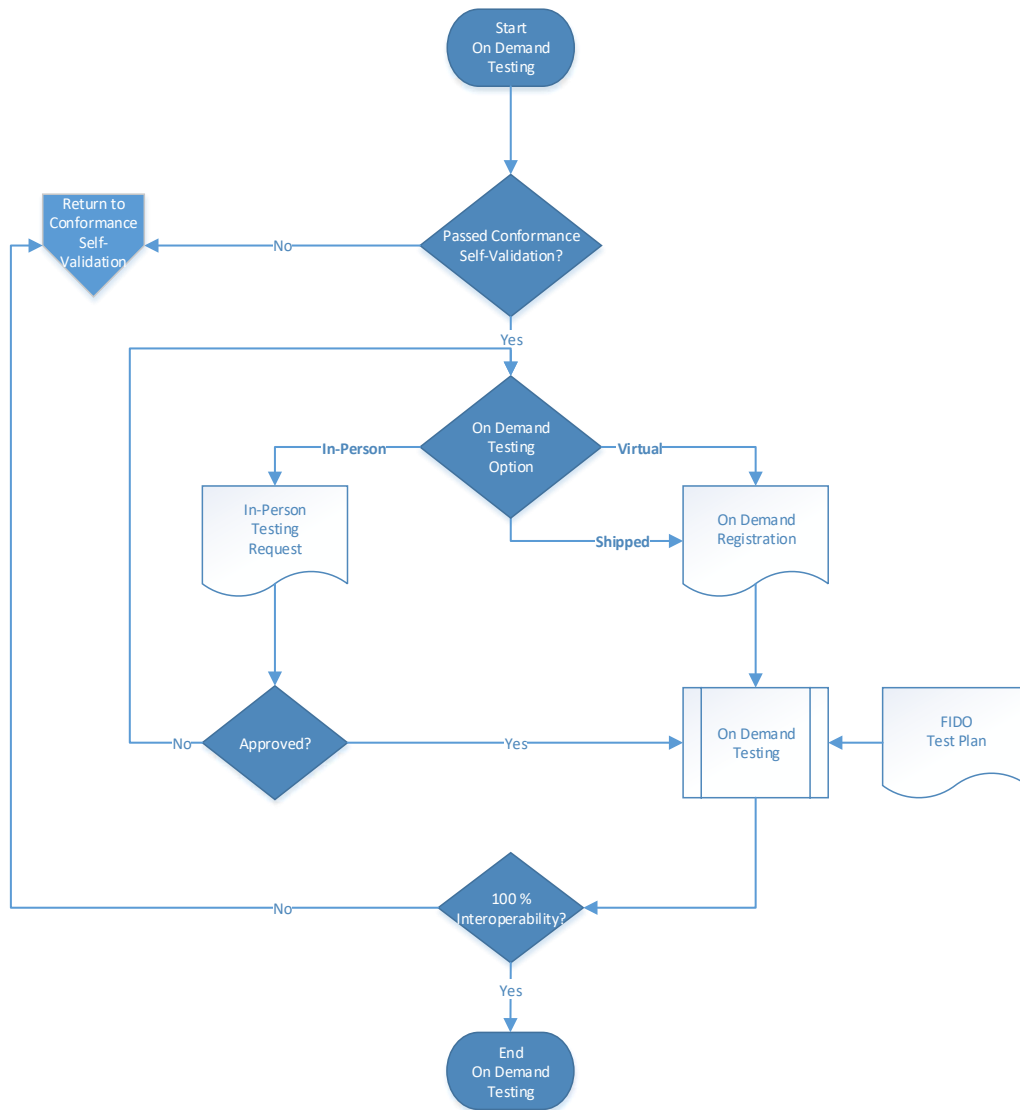 Start
On Demand
Testing
Return to
Conformance
Self-
Validation
No
Passed Conformance
Self-Validation?
Yes
On Demand
Testing
Option
In-Person
Virtual
In-Person
Testing
Request
Shipped
On Demand
Registration
No
Approved?
Yes
On Demand
Testing
FIDO
Test Plan
No
100 %
Interoperability?
Yes
End
On Demand
Testing